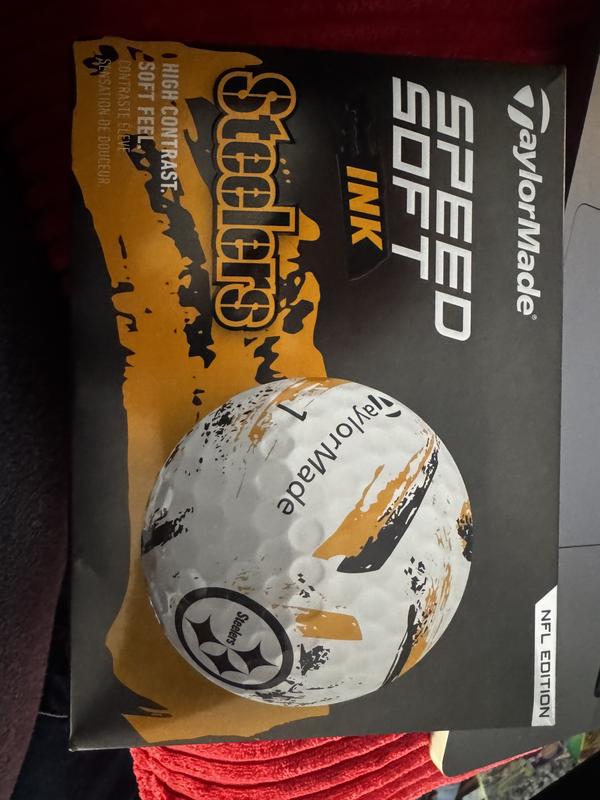 TaylorMade®
SPEED
SOFT
INK
Steelers
HIGH CONTRAST.
SOFT FEEL.
CONTRASTE ÉLEVÉ
SENSATION DE DOUCEUR
TaylorMade
1
Steelers
NFL EDITION